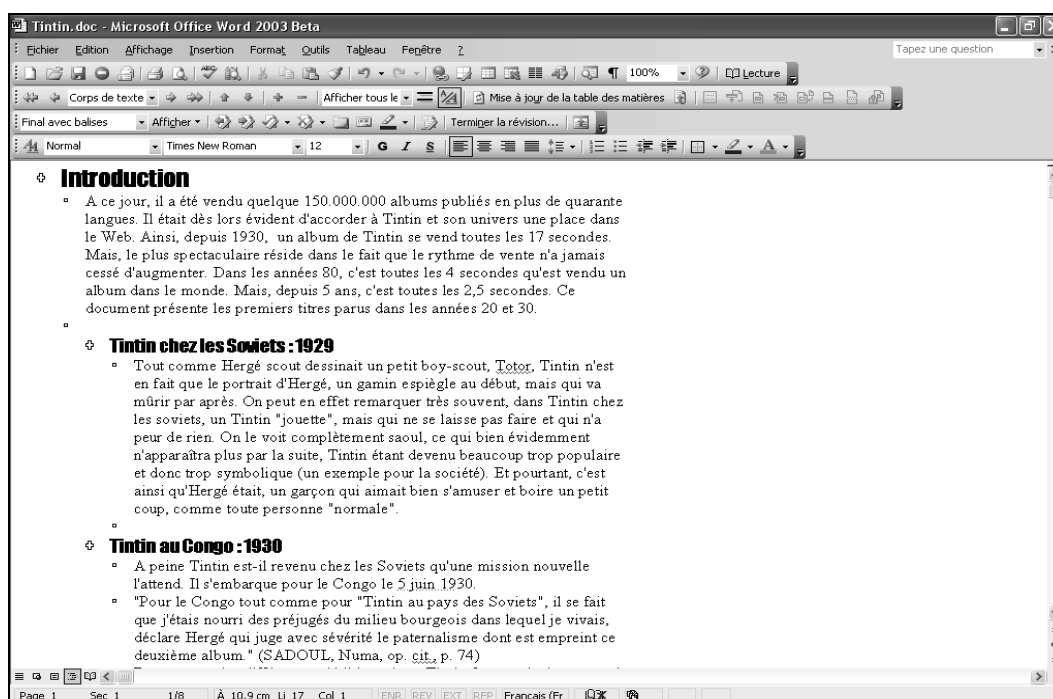 Tintin.doc - Microsoft Office Word 2003 Beta
Fichier Edition Affichage Insertion Format Outils Tableau Fenêtre ? Tapez une question
100% Lecture
Corps de texte Afficher tous le Mise à jour de la table des matières
Final avec balises Afficher Terminer la révision...
Normal Times New Roman 12 G I S
Introduction
A ce jour, il a été vendu quelque 150.000.000 albums publiés en plus de quarante
langues. Il était dès lors évident d'accorder à Tintin et son univers une place dans
le Web. Ainsi, depuis 1930, un album de Tintin se vend toutes les 17 secondes.
Mais, le plus spectaculaire réside dans le fait que le rythme de vente n'a jamais
cessé d'augmenter. Dans les années 80, c'est toutes les 4 secondes qu'est vendu un
album dans le monde. Mais, depuis 5 ans, c'est toutes les 2,5 secondes. Ce
document présente les premiers titres parus dans les années 20 et 30.
Tintin chez les Soviets : 1929
Tout comme Hergé scout dessinait un petit boy-scout, Totor, Tintin n'est
en fait que le portrait d'Hergé, un gamin espiègle au début, mais qui va
mûrir par après. On peut en effet remarquer très souvent, dans Tintin chez
les soviets, un Tintin "jouette", mais qui ne se laisse pas faire et qui n'a
peur de rien. On le voit complètement saoul, ce qui bien évidemment
n'apparaîtra plus par la suite, Tintin étant devenu beaucoup trop populaire
et donc trop symbolique (un exemple pour la société). Et pourtant, c'est
ainsi qu'Hergé était, un garçon qui aimait bien s'amuser et boire un petit
coup, comme toute personne "normale".
Tintin au Congo : 1930
A peine Tintin est-il revenu chez les Soviets qu'une mission nouvelle
l'attend. Il s'embarque pour le Congo le 5 juin 1930.
"Pour le Congo tout comme pour "Tintin au pays des Soviets", il se fait
que j'étais nourri des préjugés du milieu bourgeois dans lequel je vivais,
déclare Hergé qui juge avec sévérité le paternalisme dont est empreint ce
deuxième album." (SADOUL, Numa, op. cit., p. 74)
Page 1 Sec 1 1/8 À 10,9 cm Li 17 Col 1 ENR REV EXT RFP Français (Fr